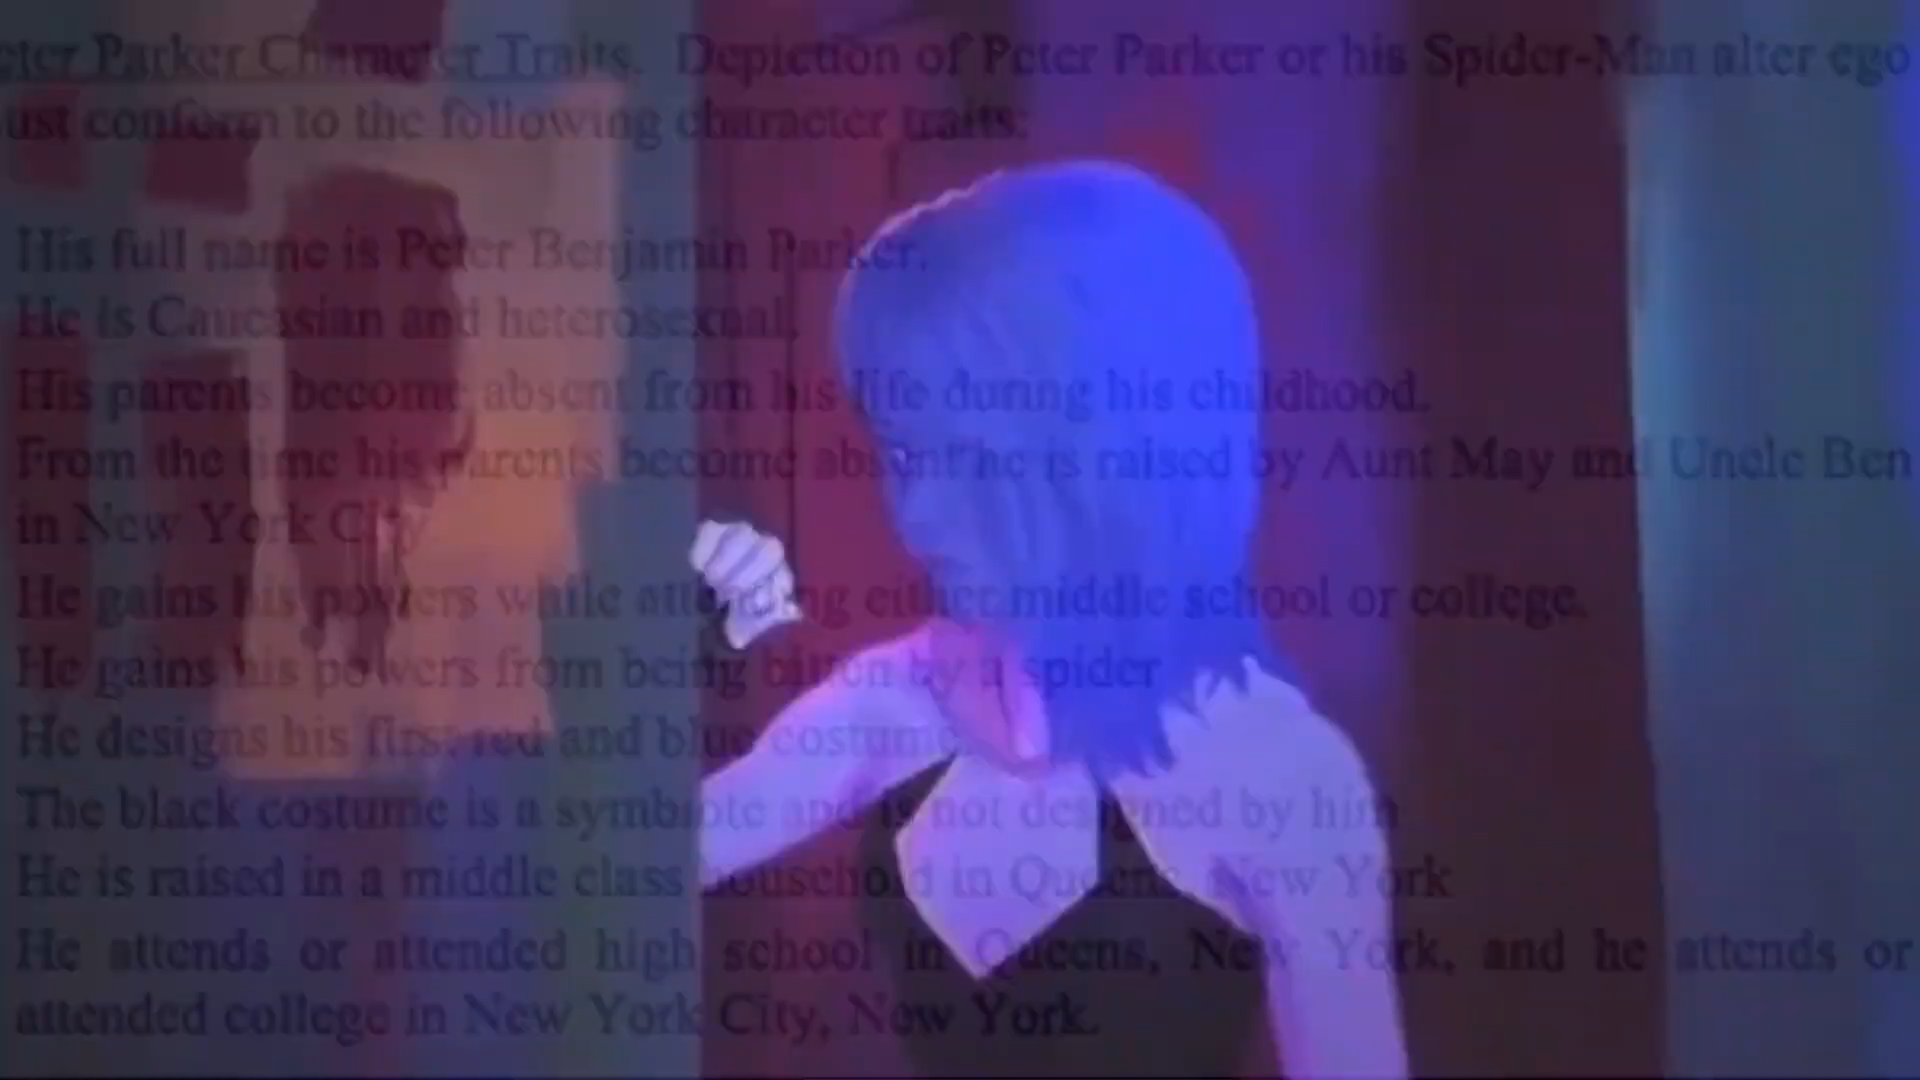 cter Parker Character Traits. Depiction of Peter Parker or his Spider-Man alter ego
ust conform to the following character traits:
His full name is Peter Benjamin Parker.
He is Caucasian and heterosexual.
His parents become absent from his life during his childhood.
From the time his parents become absent he is raised by Aunt May and Uncle Ben
in New York City
He gains his powers while attending either middle school or college.
He gains his powers from being bitten by a spider
He designs his first red and blue costume
The black costume is a symbiote and is not designed by him
He is raised in a middle class household in Queens, New York
He attends or attended high school in Queens, New York, and he attends or
attended college in New York City, New York.